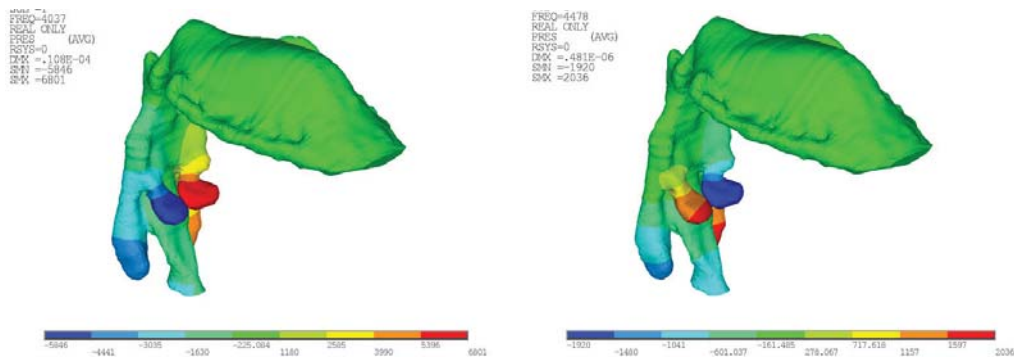 FREQ=4037
REAL ONLY
PRES (AVG)
RSYS=0
DMX =.108E-04
SMN =-5846
SMX =6801
-5846 -3035 -225.084 2585 5396
-4441 -1630 1180 3990 6801
FREQ=4478
REAL ONLY
PRES (AVG)
RSYS=0
DMX =.481E-06
SMN =-1920
SMX =2036
-1920 -1041 -161.485 717.618 1597
-1480 -601.037 278.067 1157 2036